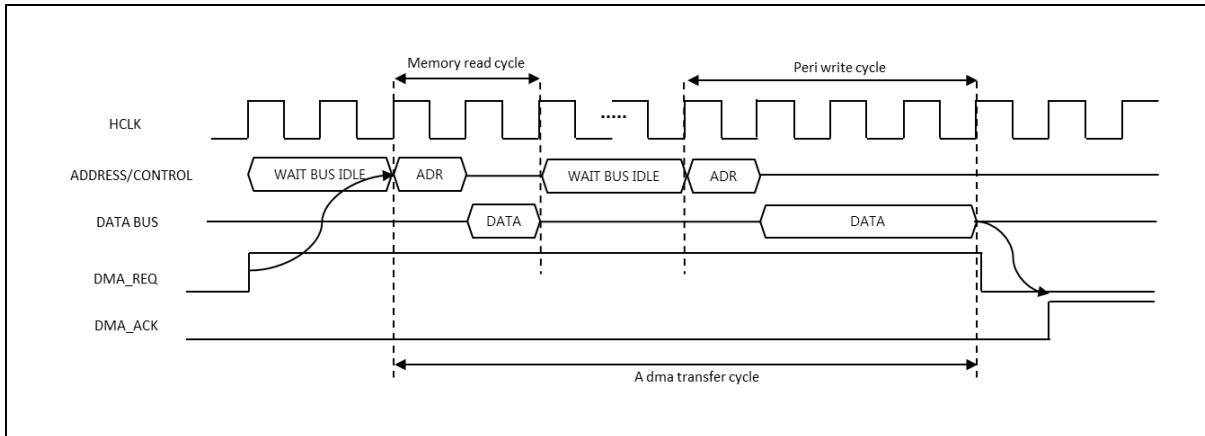 Memory read cycle
Peri write cycle
HCLK
.....
ADDRESS/CONTROL
WAIT BUS IDLE
ADR
WAIT BUS IDLE
ADR
DATA BUS
DATA
DATA
DMA_REQ
DMA_ACK
A dma transfer cycle